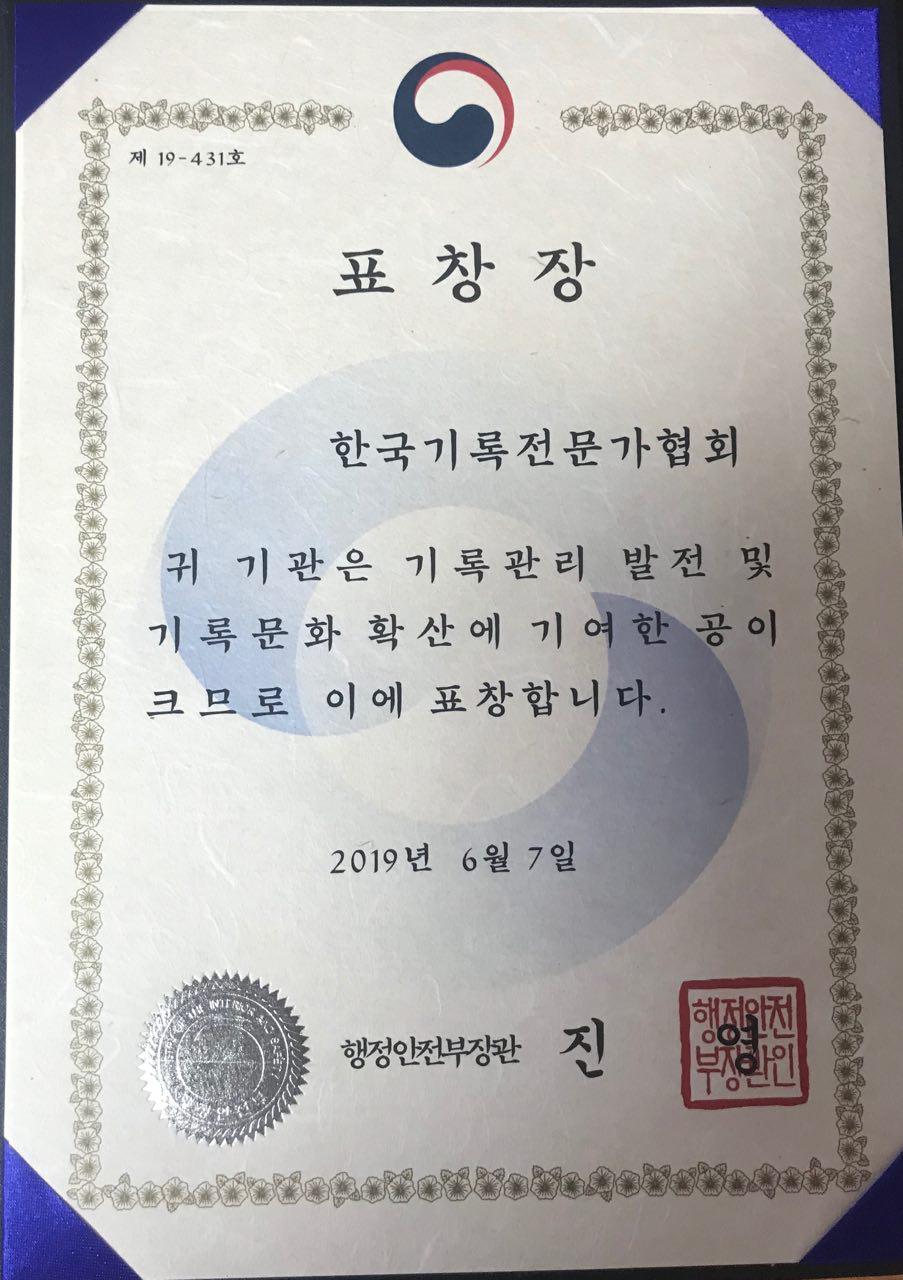 제 19-431호
표창장
한국기록전문가협회
귀 기관은 기록관리 발전 및
기록문화 확산에 기여한 공이
크므로 이에 표창합니다.
2019년 6월 7일
행정안전부장관 진 영
행정안전
부장관인